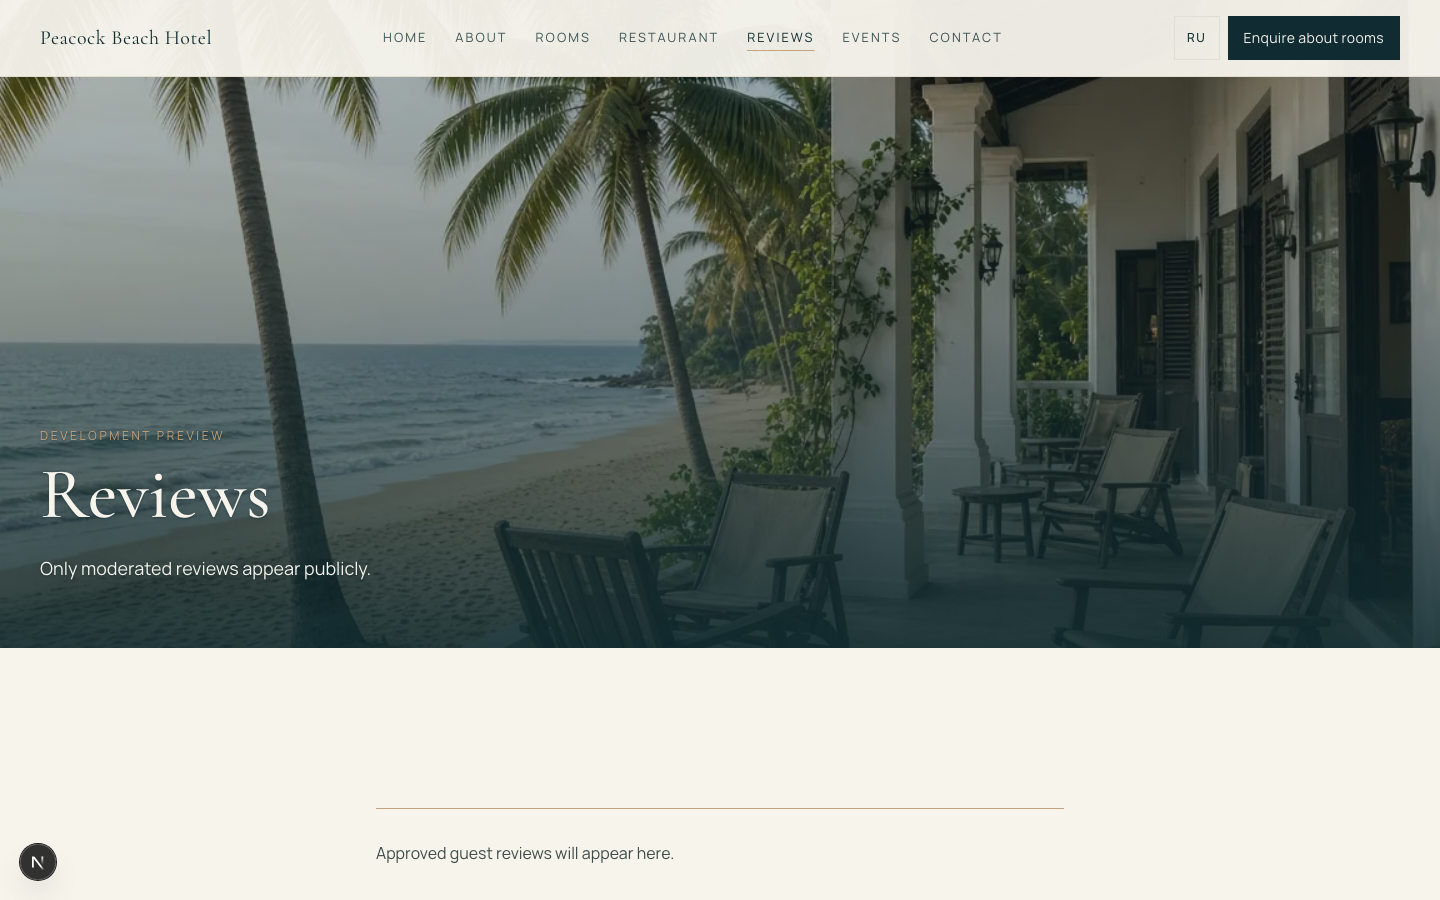 Peacock Beach Hotel
HOME ABOUT ROOMS RESTAURANT REVIEWS EVENTS CONTACT
RU
Enquire about rooms
DEVELOPMENT PREVIEW
Reviews
Only moderated reviews appear publicly.
Approved guest reviews will appear here.
N